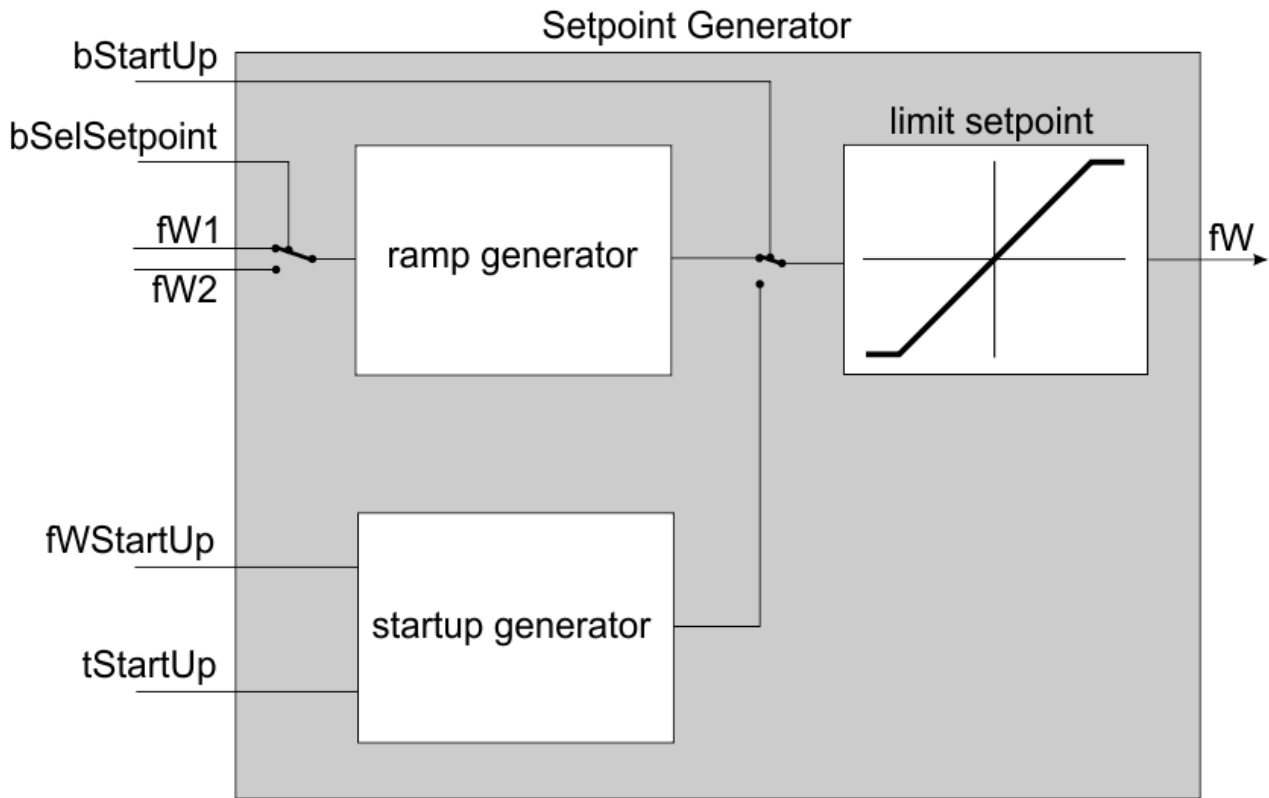 Setpoint Generator
bStartUp
bSelSetpoint
limit setpoint
fW1
ramp generator
fW
fW2
fWStartUp
startup generator
tStartUp